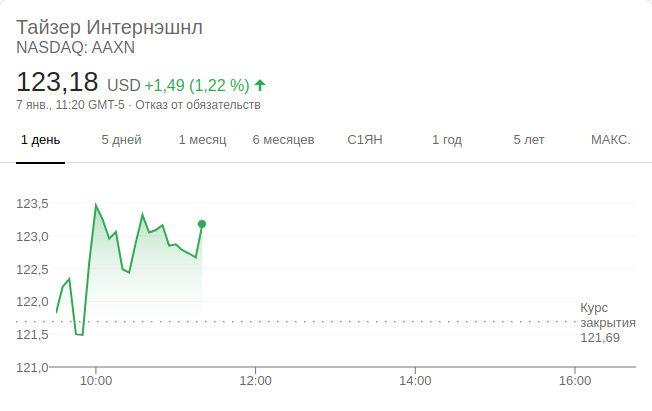 Тайзер Интернэшнл
NASDAQ: AAXN
123,18 USD +1,49 (1,22 %)
7 янв., 11:20 GMT-5 · Отказ от обязательств
1 день 5 дней 1 месяц 6 месяцев С1ЯН 1 год 5 лет МАКС.
123,5
123,0
122,5
122,0
121,5
121,0
Курс
закрытия
121,69
10:00 12:00 14:00 16:00